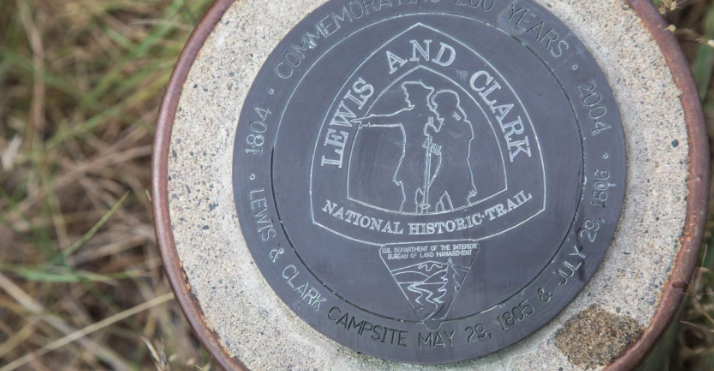 COMMEMORATING 200 YEARS
1804 • 2004
LEWIS AND CLARK
NATIONAL HISTORIC TRAIL
U.S. DEPARTMENT OF THE INTERIOR
BUREAU OF LAND MANAGEMENT
LEWIS & CLARK CAMPSITE MAY 29, 1805 & JULY 29, 1806